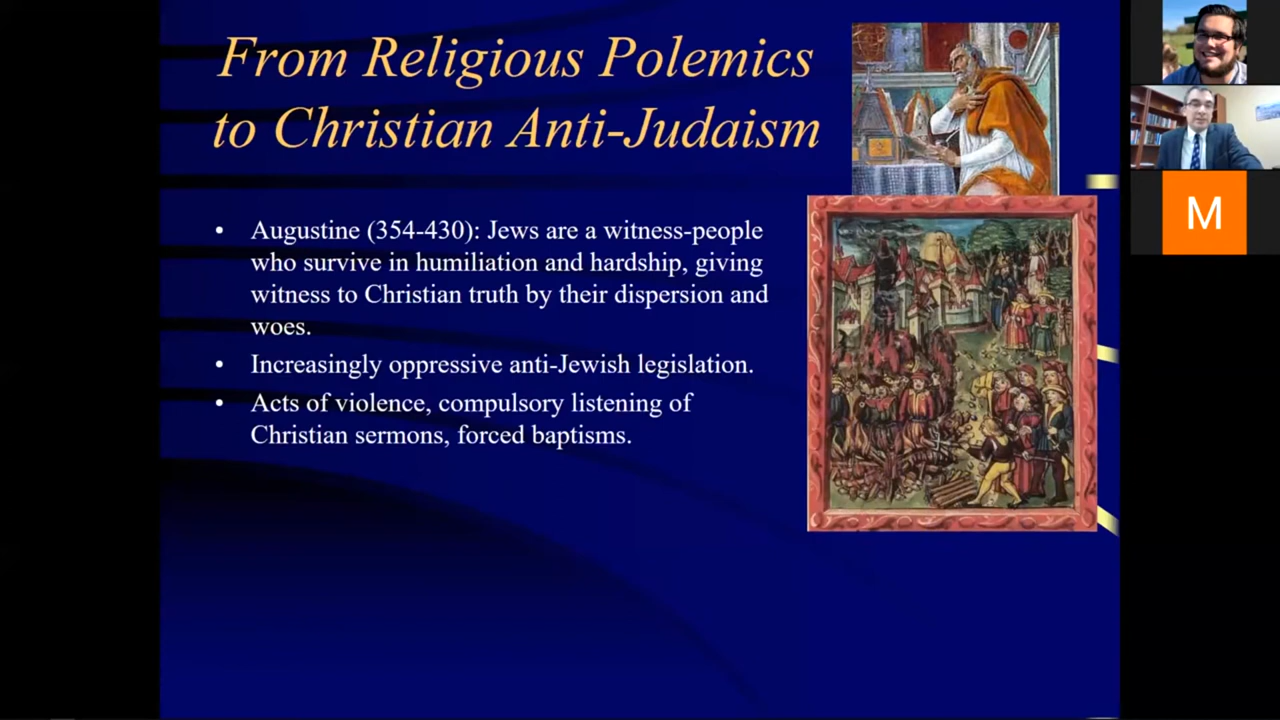 From Religious Polemics
to Christian Anti-Judaism
• Augustine (354-430): Jews are a witness-people
who survive in humiliation and hardship, giving
witness to Christian truth by their dispersion and
woes.
• Increasingly oppressive anti-Jewish legislation.
• Acts of violence, compulsory listening of
Christian sermons, forced baptisms.
M